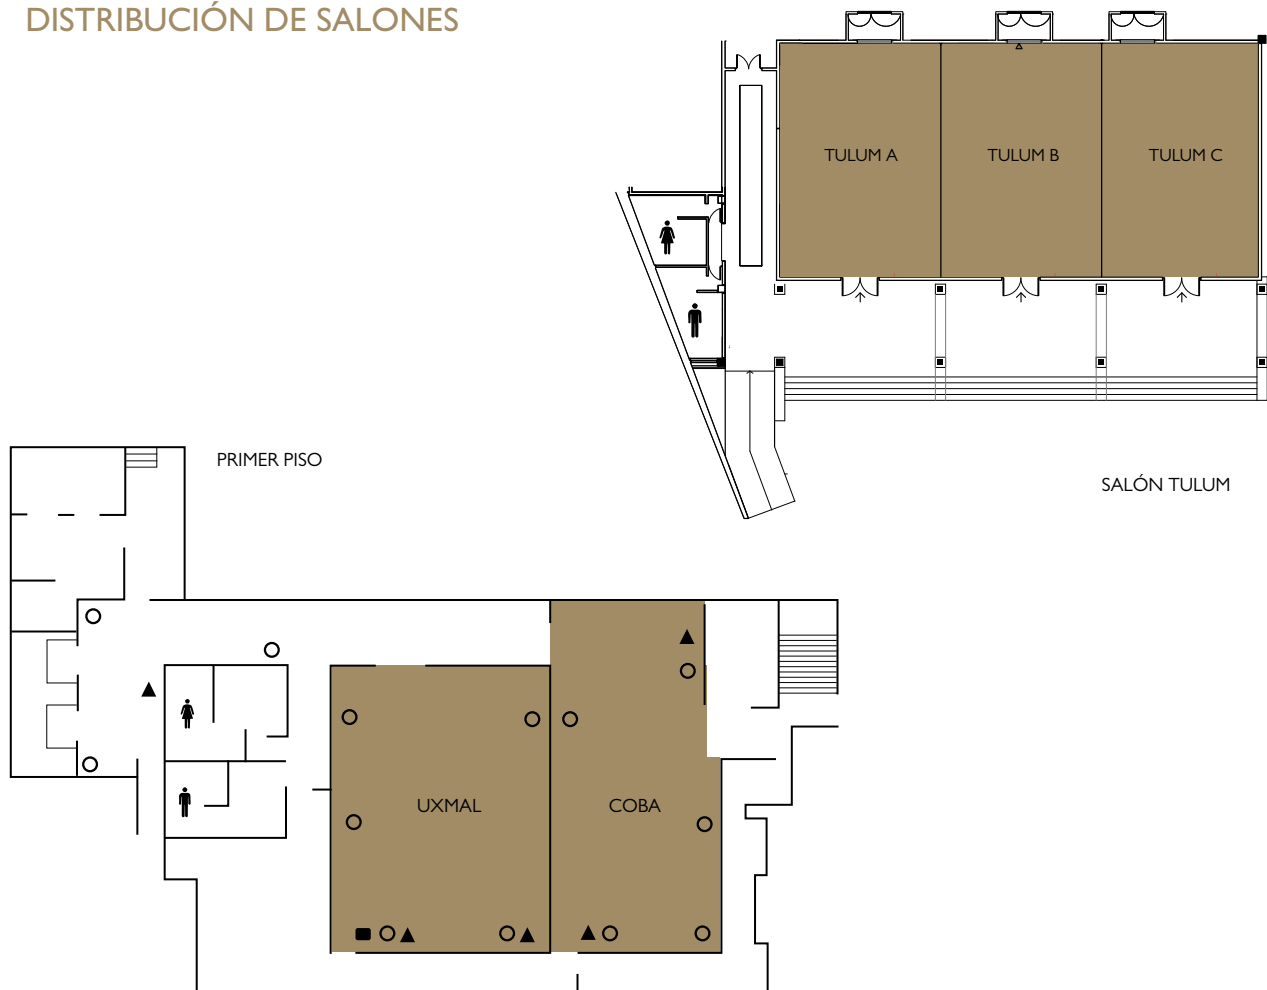 DISTRIBUCIÓN DE SALONES
TULUM A
TULUM B
TULUM C
PRIMER PISO
SALÓN TULUM
UXMAL
COBA